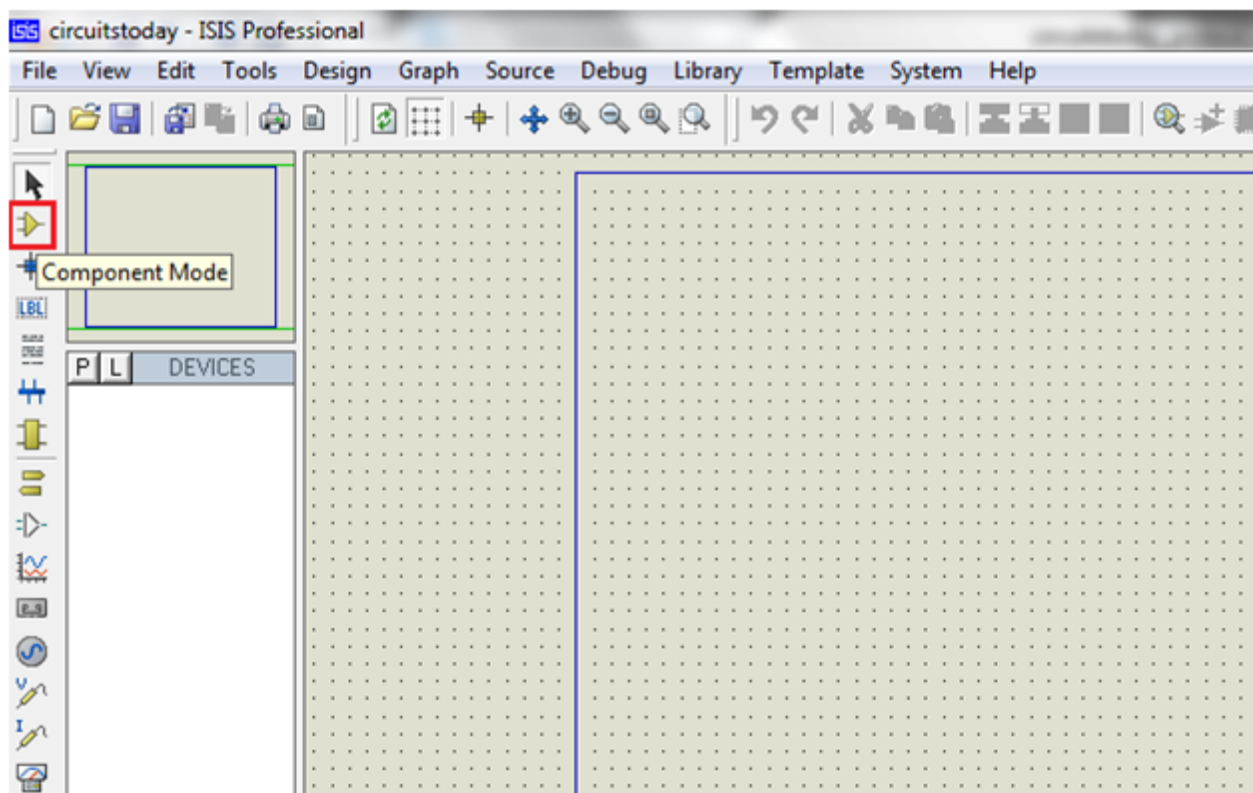 isis circuitstoday - ISIS Professional
File View Edit Tools Design Graph Source Debug Library Template System Help
Component Mode
LBL
P L DEVICES
V
I